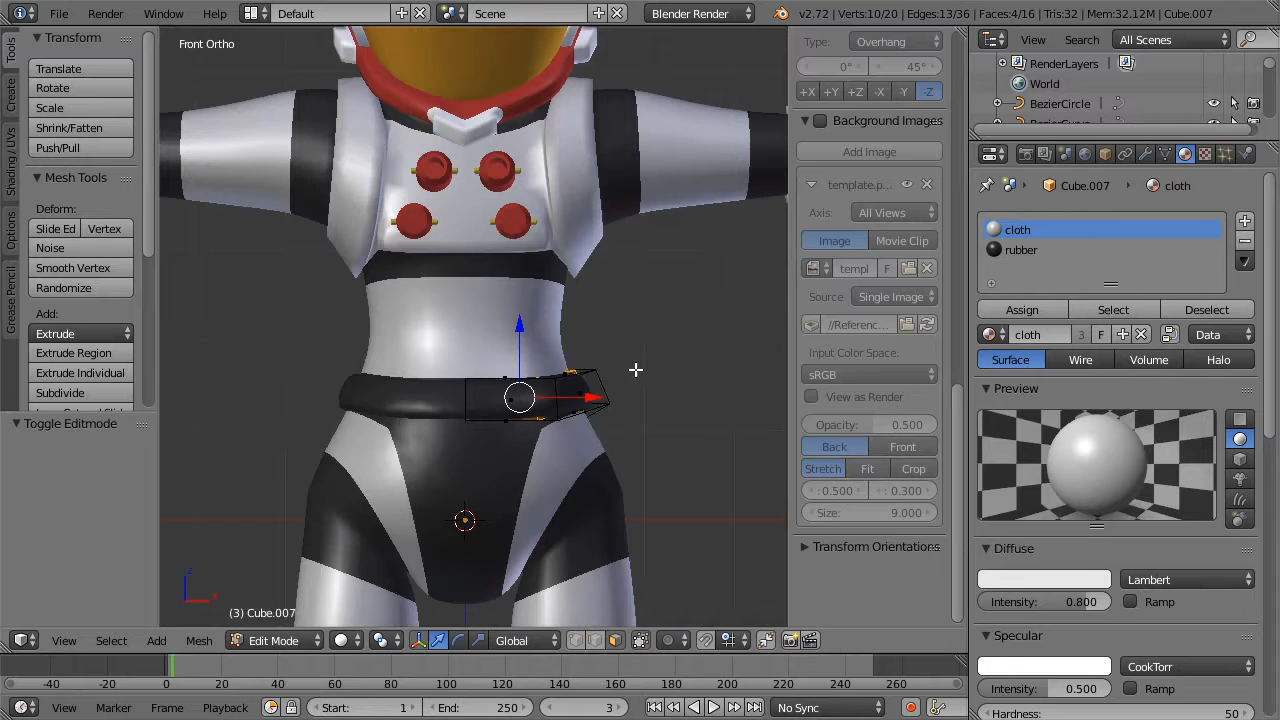 File Render Window Help Default Scene Blender Render v2.72 | Verts:10/20 | Edges:13/36 | Faces:4/16 | Tris:32 | Mem:32.12M | Cube.007
Tools
Create
Shading / UVs
Options
Grease Pencil
Transform
Translate
Rotate
Scale
Shrink/Fatten
Push/Pull
Mesh Tools
Deform:
Slide Ed Vertex
Noise
Smooth Vertex
Randomize
Add:
Extrude
Extrude Region
Extrude Individual
Subdivide
Toggle Editmode
Front Ortho
z
x
(3) Cube.007
Type: Overhang
0° 45°
+X +Y +Z -X -Y -Z
Background Images
Add Image
template.p...
Axis: All Views
Image Movie Clip
templ F
Source Single Image
//Referenc...
Input Color Space:
sRGB
View as Render
Opacity: 0.500
Back Front
Stretch Fit Crop
: 0.500 : 0.300
Size: 9.000
Transform Orientations
View Search All Scenes
RenderLayers
World
BezierCircle
Cube.007 cloth
cloth
rubber
Assign Select Deselect
cloth 3 F Data
Surface Wire Volume Halo
Preview
Diffuse
Lambert
Intensity: 0.800 Ramp
Specular
CookTorr
Intensity: 0.500 Ramp
Hardness: 50
View Select Add Mesh Edit Mode Global
-40 -20 0 20 40 60 80 100 120 140 160 180 200 220 240 260
View Marker Frame Playback Start: 1 End: 250 3 No Sync